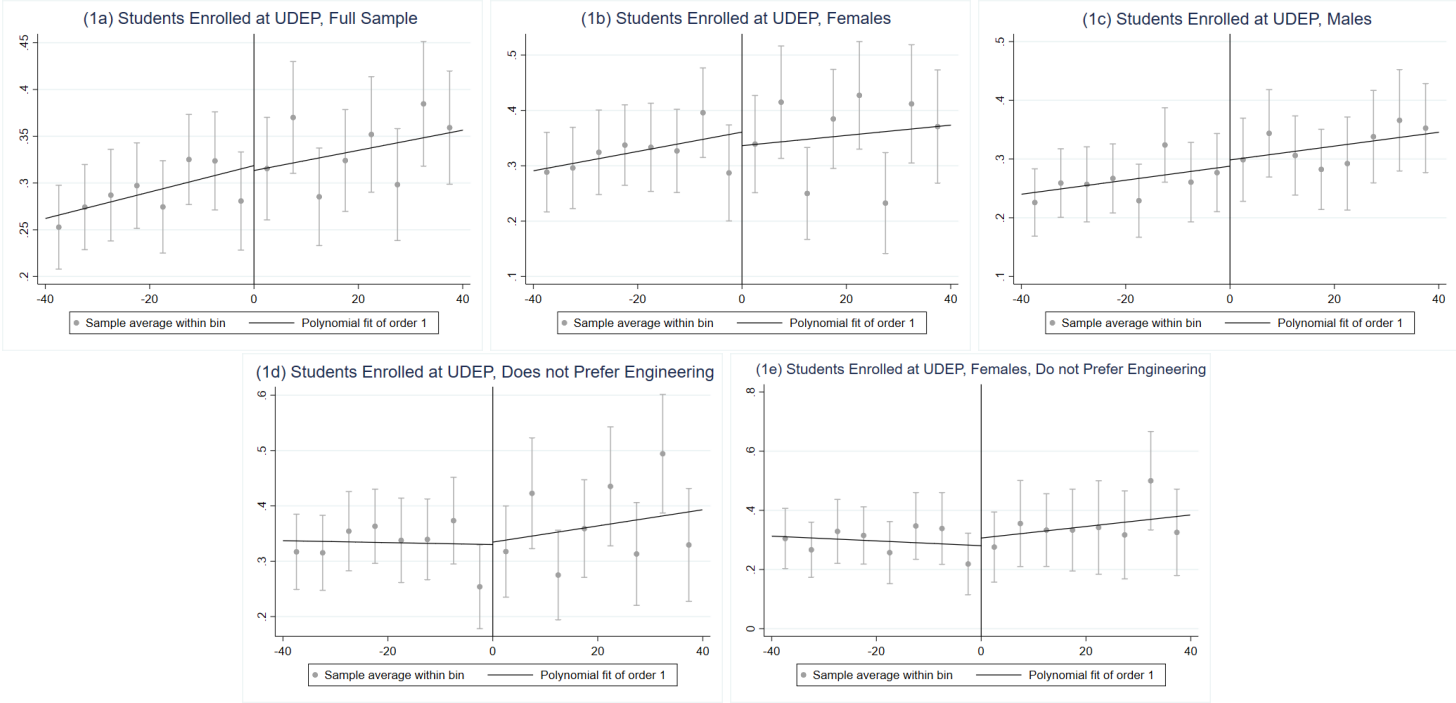 (1a) Students Enrolled at UDEP, Full Sample
.45
.4
.35
.3
.25
.2
-40 -20 0 20 40
Sample average within bin Polynomial fit of order 1
(1b) Students Enrolled at UDEP, Females
.5
.4
.3
.2
.1
-40 -20 0 20 40
Sample average within bin Polynomial fit of order 1
(1c) Students Enrolled at UDEP, Males
.5
.4
.3
.2
.1
-40 -20 0 20 40
Sample average within bin Polynomial fit of order 1
(1d) Students Enrolled at UDEP, Does not Prefer Engineering
.6
.5
.4
.3
.2
-40 -20 0 20 40
Sample average within bin Polynomial fit of order 1
(1e) Students Enrolled at UDEP, Females, Do not Prefer Engineering
.8
.6
.4
.2
0
-40 -20 0 20 40
Sample average within bin Polynomial fit of order 1